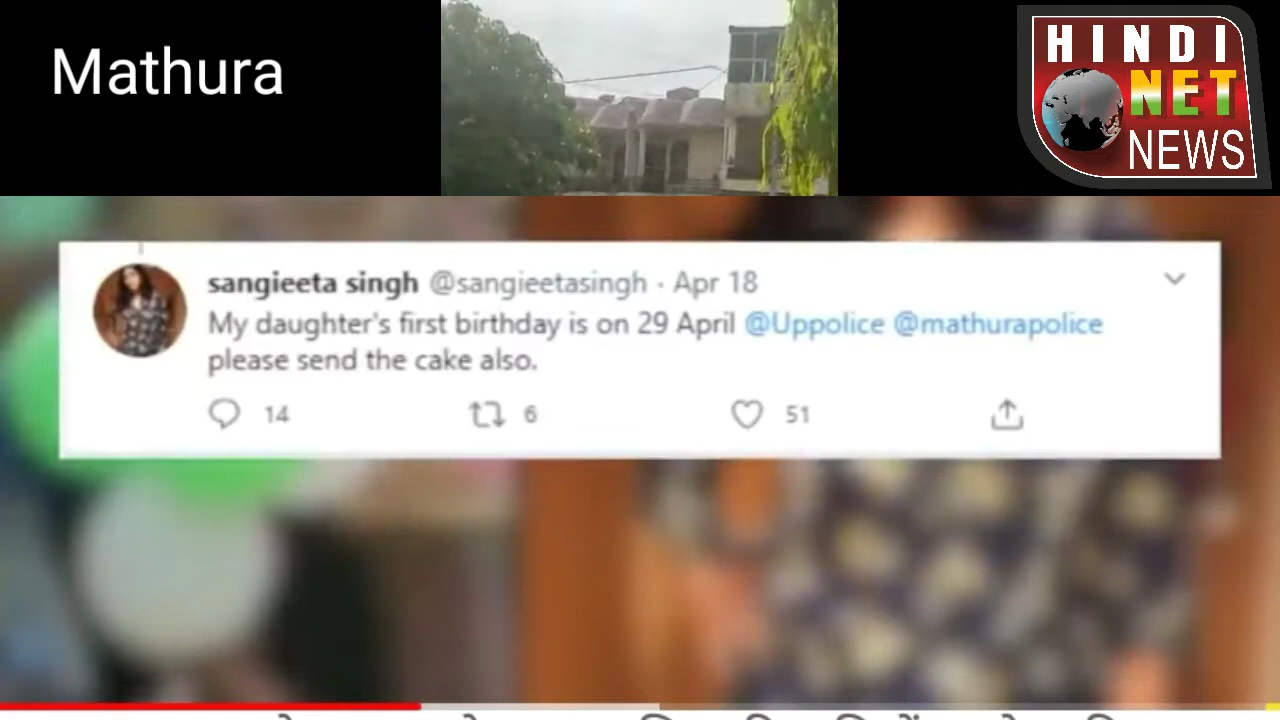 Mathura
HINDI
NET
NEWS
sangieeta singh @sangieetasingh · Apr 18
My daughter's first birthday is on 29 April @Uppolice @mathurapolice
please send the cake also.
14 6 51